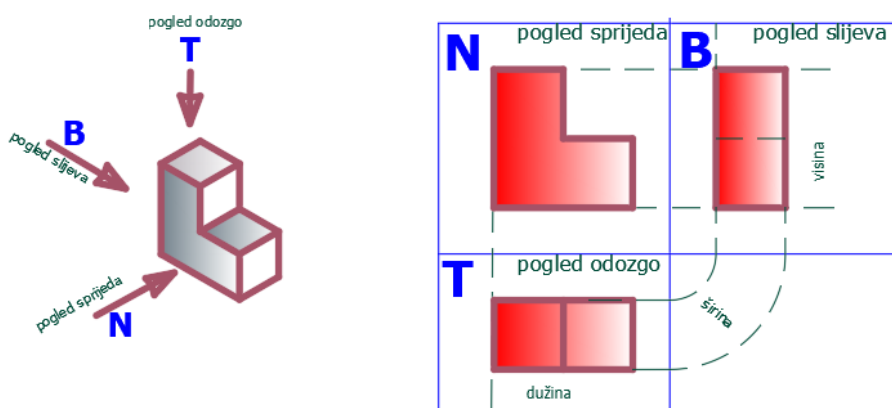 pogled odozgo
T
B
pogled slijeva
pogled sprijeda
N
N
pogled sprijeda
B
pogled slijeva
visina
T
pogled odozgo
širina
dužina